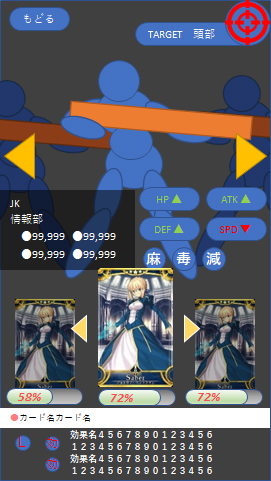 もどる
TARGET 頭部
JK
情報部
●99,999 ●99,999
●99,999 ●99,999
HP▲ ATK▲
DEF▲ SPD▼
麻 毒 減
Saber
58% 72% 72%
●カード名カード名
L 効 効果名４５６７８９０１２３４５６
１２３４５６７８９０１２３４５６
効 効果名４５６７８９０１２３４５６
１２３４５６７８９０１２３４５６